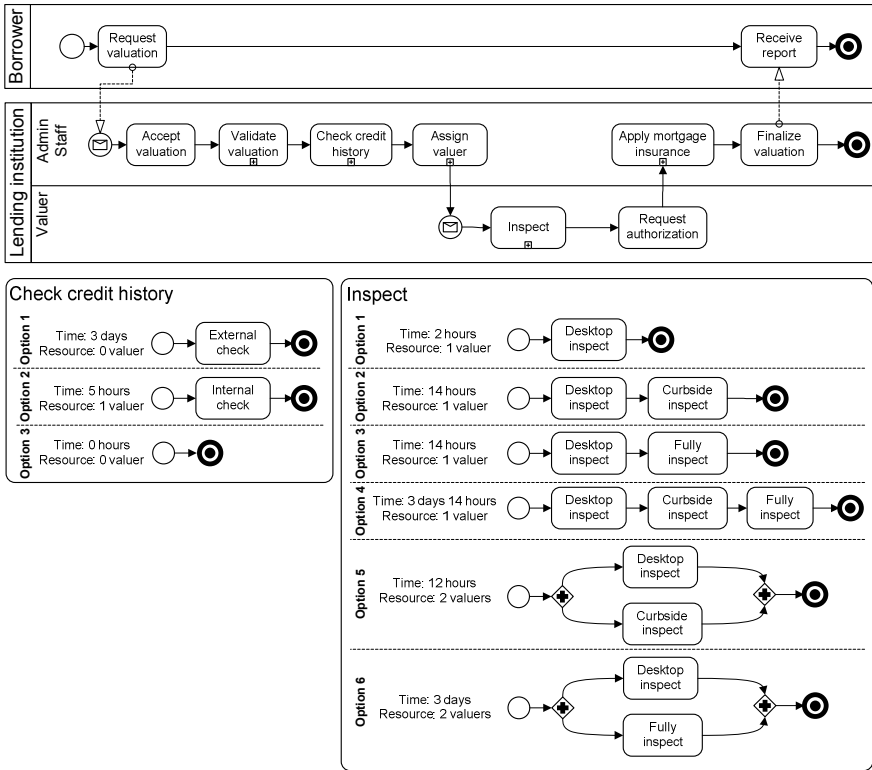 Borrower
Request
valuation
Receive
report
Lending institution
Admin
Staff
Accept
valuation
Validate
valuation
Check credit
history
Assign
valuer
Apply mortgage
insurance
Finalize
valuation
Valuer
Inspect
Request
authorization
Check credit history
Option 1
Time: 3 days
Resource: 0 valuer
External
check
Option 2
Time: 5 hours
Resource: 1 valuer
Internal
check
Option 3
Time: 0 hours
Resource: 0 valuer
Inspect
Option 1
Time: 2 hours
Resource: 1 valuer
Desktop
inspect
Option 2
Time: 14 hours
Resource: 1 valuer
Desktop
inspect
Curbside
inspect
Option 3
Time: 14 hours
Resource: 1 valuer
Desktop
inspect
Fully
inspect
Option 4
Time: 3 days 14 hours
Resource: 1 valuer
Desktop
inspect
Curbside
inspect
Fully
inspect
Option 5
Time: 12 hours
Resource: 2 valuers
Desktop
inspect
Curbside
inspect
Option 6
Time: 3 days
Resource: 2 valuers
Desktop
inspect
Fully
inspect